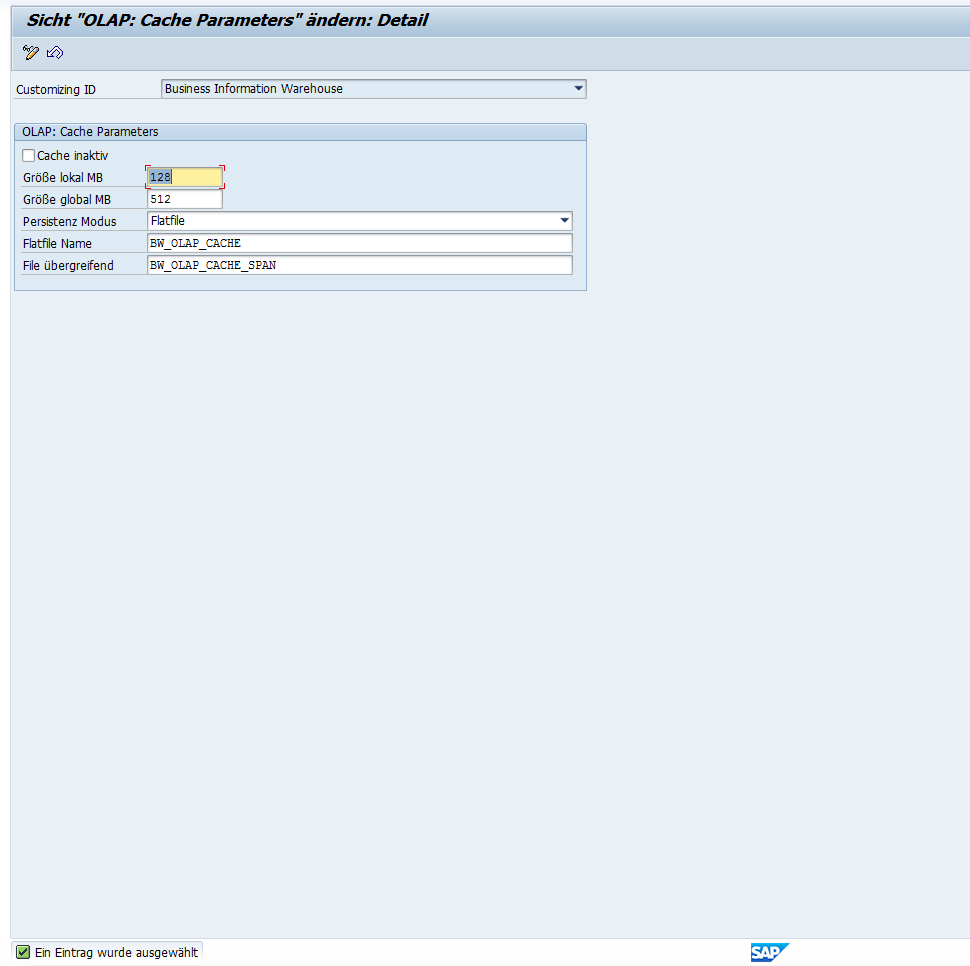 Sicht "OLAP: Cache Parameters" ändern: Detail
Customizing ID Business Information Warehouse
OLAP: Cache Parameters
Cache inaktiv
Größe lokal MB 128
Größe global MB 512
Persistenz Modus Flatfile
Flatfile Name BW_OLAP_CACHE
File übergreifend BW_OLAP_CACHE_SPAN
Ein Eintrag wurde ausgewählt SAP